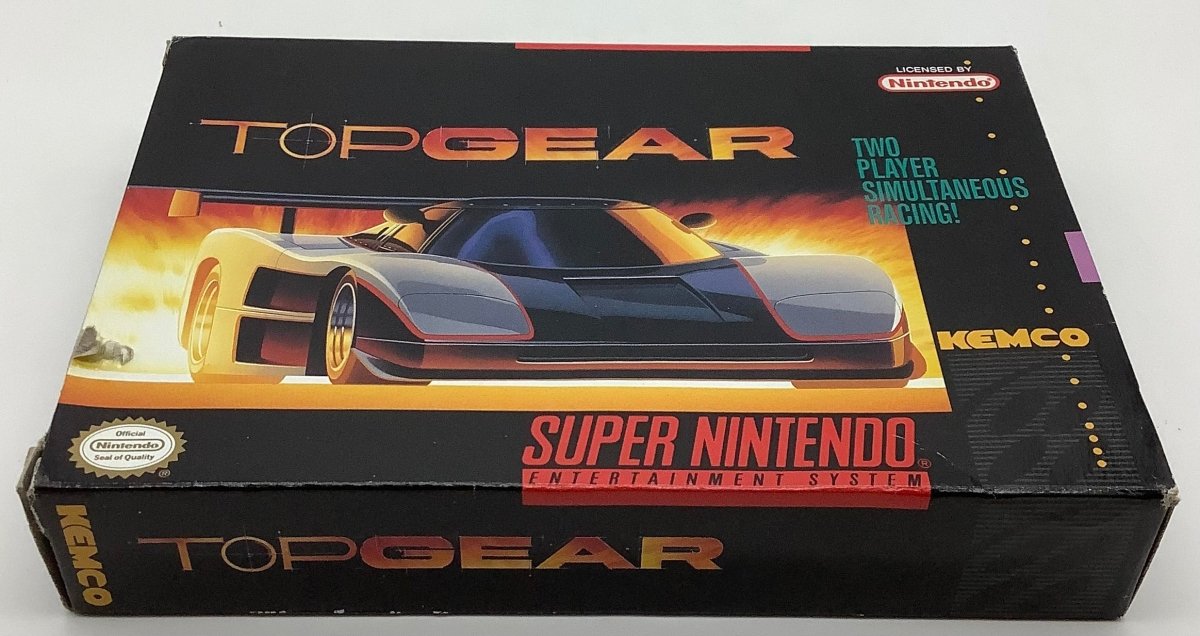 LICENSED BY
Nintendo®
TOPGEAR
TWO
PLAYER
SIMULTANEOUS
RACING!
KEMCO
Official
Nintendo
Seal of Quality
®
SUPER NINTENDO®
ENTERTAINMENT SYSTEM
KEMCO
TOPGEAR